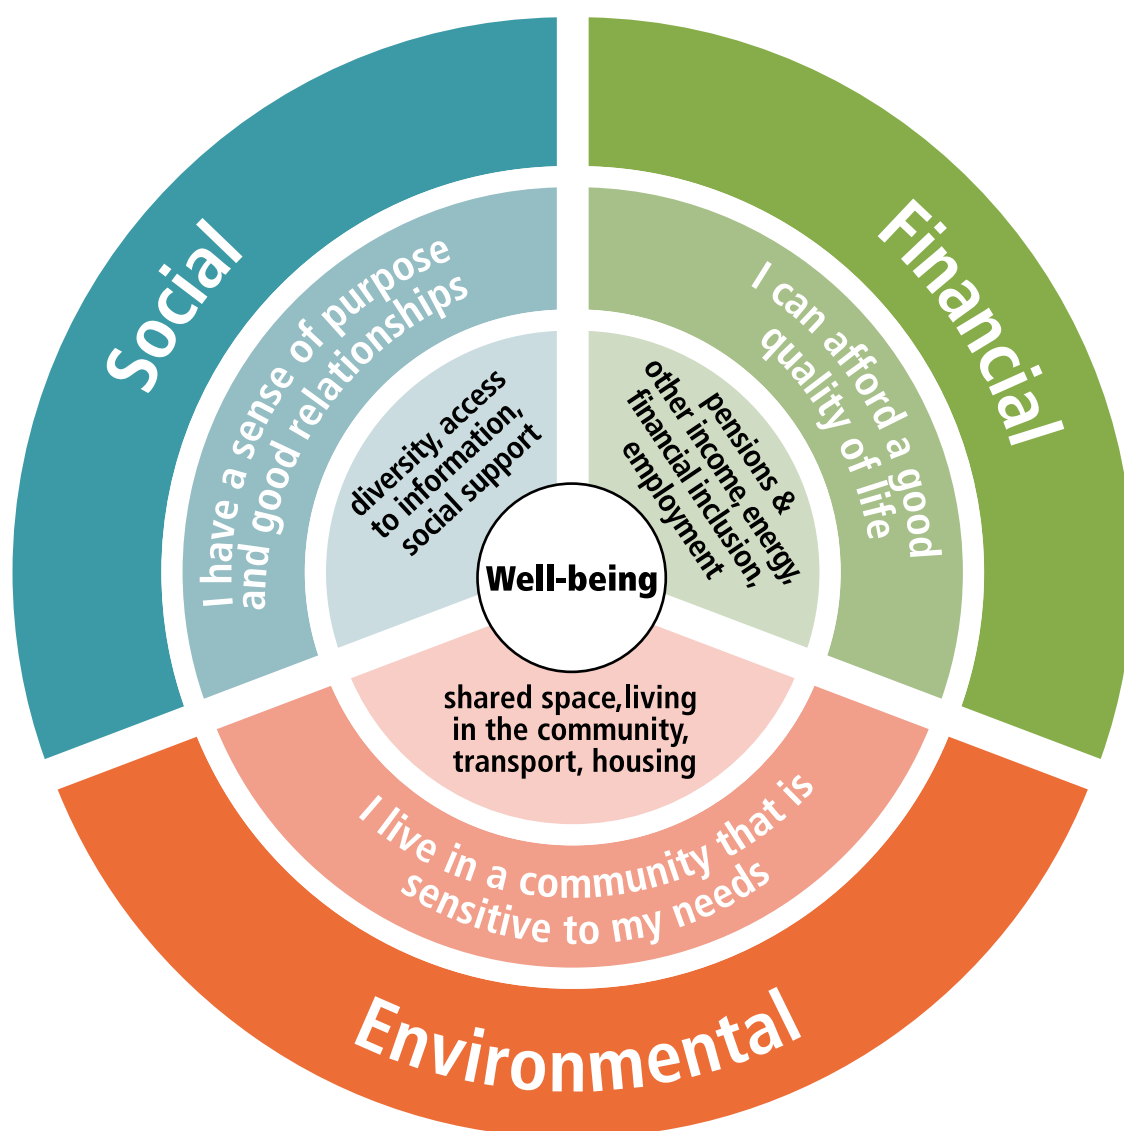 Social
I have a sense of purpose
and good relationships
diversity, access
to information,
social support
Financial
I can afford a good
quality of life
pensions &
other income, energy,
financial inclusion,
employment
Well-being
shared space, living
in the community,
transport, housing
I live in a community that is
sensitive to my needs
Environmental